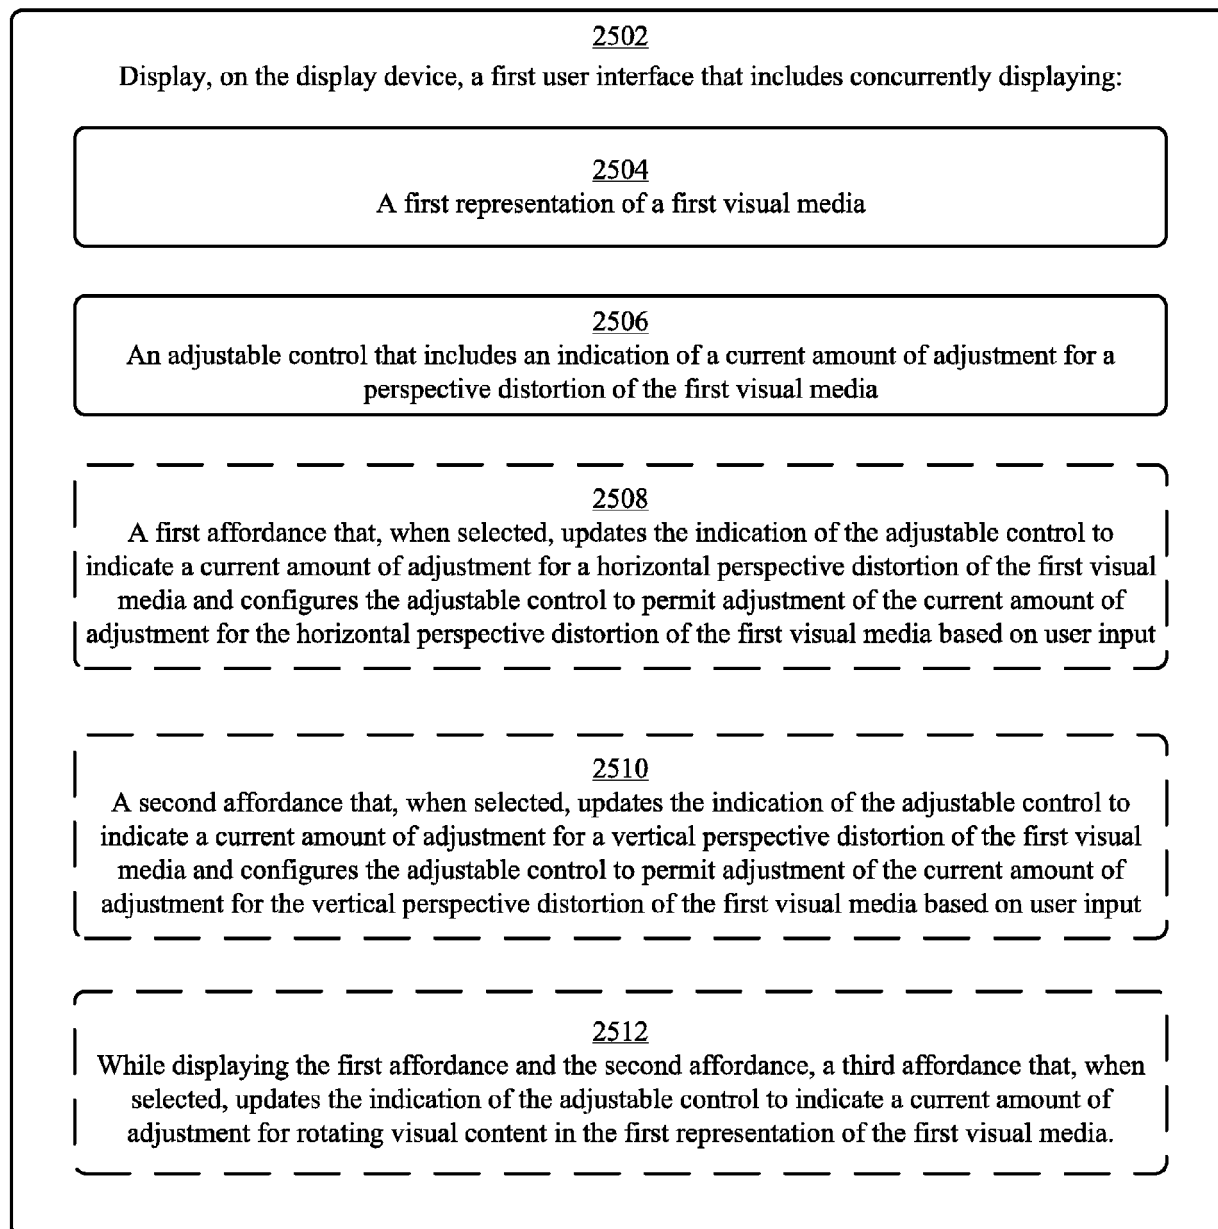 2502
Display, on the display device, a first user interface that includes concurrently displaying:
2504
A first representation of a first visual media
2506
An adjustable control that includes an indication of a current amount of adjustment for a
perspective distortion of the first visual media
2508
A first affordance that, when selected, updates the indication of the adjustable control to
indicate a current amount of adjustment for a horizontal perspective distortion of the first visual
media and configures the adjustable control to permit adjustment of the current amount of
adjustment for the horizontal perspective distortion of the first visual media based on user input
2510
A second affordance that, when selected, updates the indication of the adjustable control to
indicate a current amount of adjustment for a vertical perspective distortion of the first visual
media and configures the adjustable control to permit adjustment of the current amount of
adjustment for the vertical perspective distortion of the first visual media based on user input
2512
While displaying the first affordance and the second affordance, a third affordance that, when
selected, updates the indication of the adjustable control to indicate a current amount of
adjustment for rotating visual content in the first representation of the first visual media.